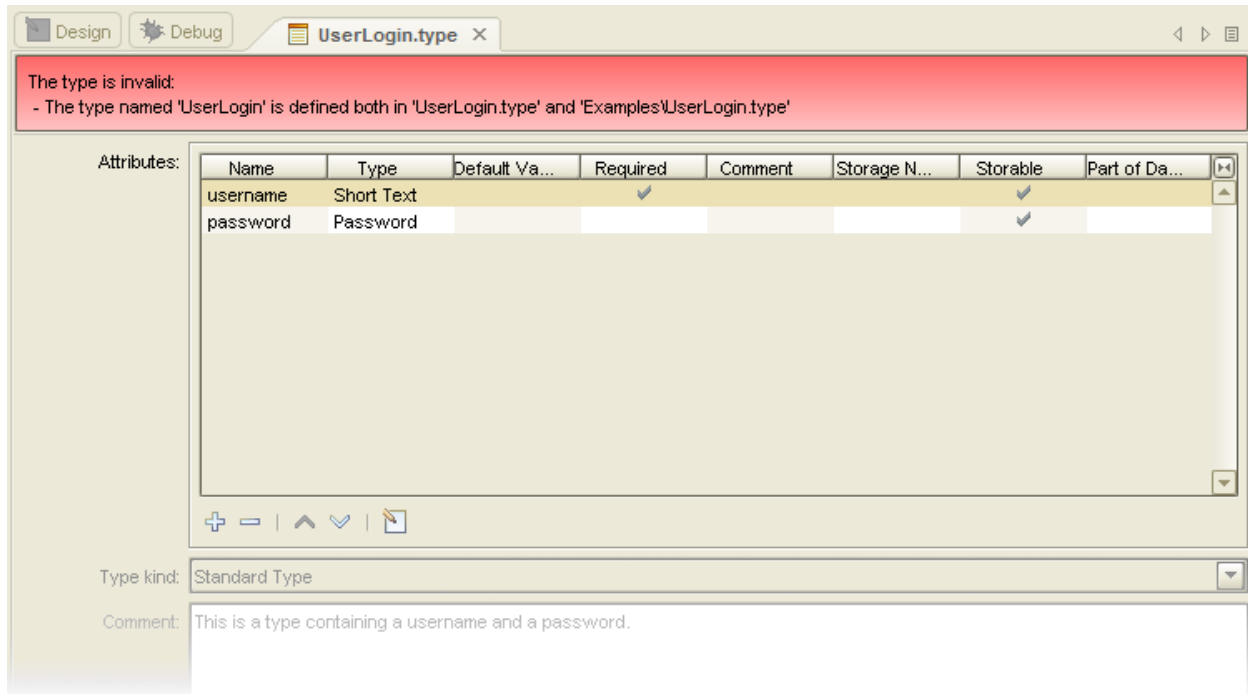 Design Debug UserLogin.type
The type is invalid:
- The type named 'UserLogin' is defined both in 'UserLogin.type' and 'Examples\UserLogin.type'
Attributes:
Name Type Default Va... Required Comment Storage N... Storable Part of Da...
username Short Text
password Password
Type kind: Standard Type
Comment: This is a type containing a username and a password.